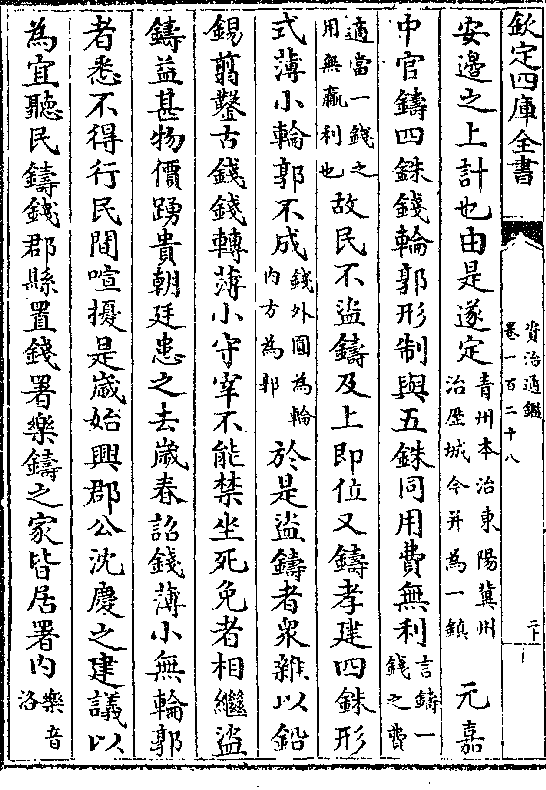 欽定四庫全書
資治通鑑
卷一百二十八
安邊之上計也由是遂定青州本治東陽冀州治歷城今并為一鎮元嘉
中官鑄四銖錢輪郭形制與五銖同用費無利言鑄一錢之費
適當一錢之用無贏利也故民不盜鑄及上即位又鑄孝建四銖形
式薄小輪郭不成錢外圓為輪内方為郭於是盜鑄者衆雜以鉛
錫翦鑿古錢錢轉薄小守宰不能禁坐死免者相繼盜
鑄益甚物價踴貴朝廷患之去嵗春詔錢薄小無輪郭
者悉不得行民間喧擾是嵗始興郡公沈慶之建議以
為宜聽民鑄錢郡縣置錢署樂鑄之家皆居署内樂音洛